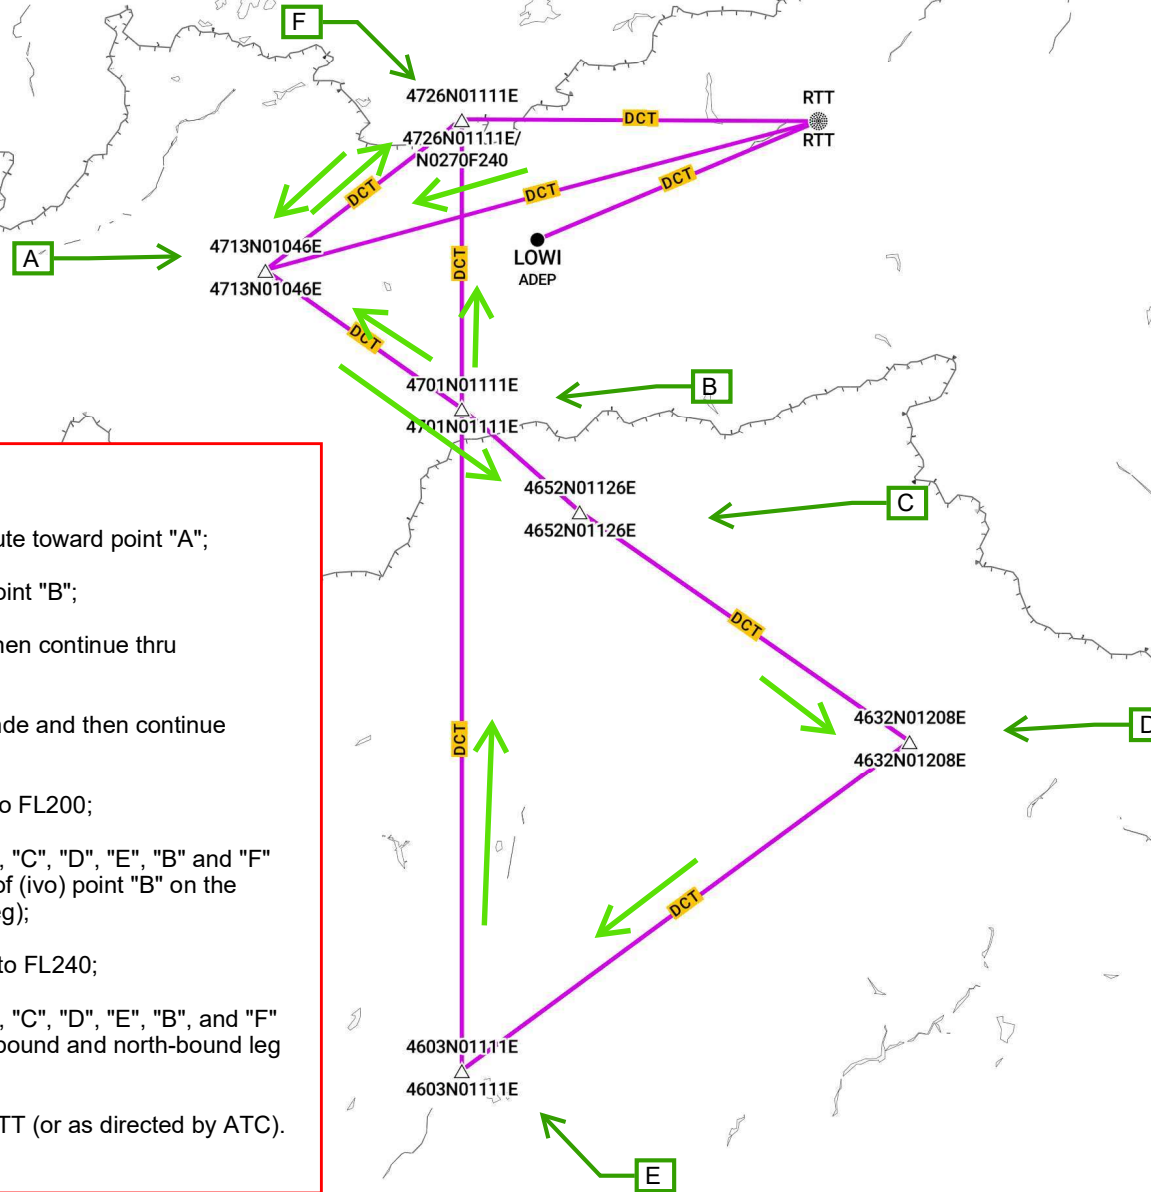 F
4726N01111E
RTT
DCT
4726N01111E/
N0270F240
RTT
DCT
DCT
DCT
A
4713N01046E
LOWI
ADEP
DCT
4713N01046E
DCT
4701N01111E
B
4701N01111E
4652N01126E
C
4652N01126E
ute toward point "A";
oint "B";
DCT
hen continue thru
4632N01208E
D
nde and then continue
DCT
4632N01208E
o FL200;
, "C", "D", "E", "B" and "F"
of (ivo) point "B" on the
DCT
eg);
to FL240;
, "C", "D", "E", "B", and "F"
bound and north-bound leg
4603N01111E
4603N01111E
TT (or as directed by ATC).
E